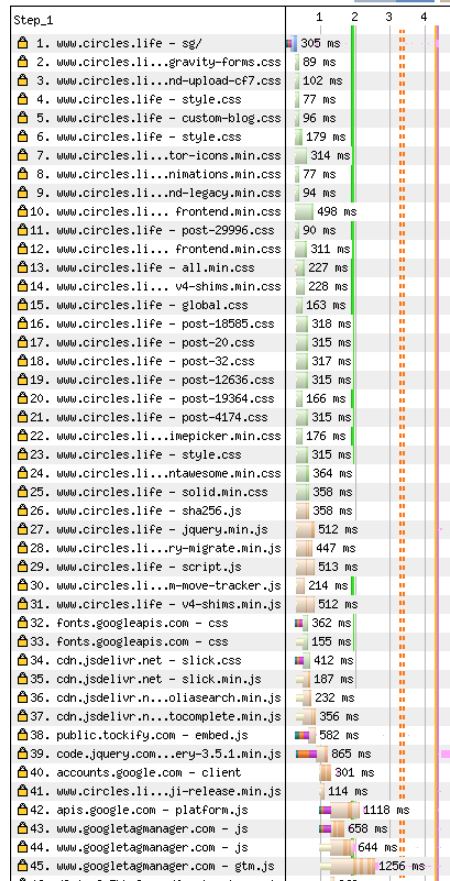 Step_1 1 2 3 4
1. www.circles.life - sg/ 305 ms
2. www.circles.li...gravity-forms.css 89 ms
3. www.circles.li...nd-upload-cf7.css 102 ms
4. www.circles.life - style.css 77 ms
5. www.circles.life - custom-blog.css 96 ms
6. www.circles.life - style.css 179 ms
7. www.circles.li...tor-icons.min.css 314 ms
8. www.circles.li...nimations.min.css 77 ms
9. www.circles.li...nd-legacy.min.css 94 ms
10. www.circles.li... frontend.min.css 498 ms
11. www.circles.life - post-29996.css 90 ms
12. www.circles.li... frontend.min.css 311 ms
13. www.circles.life - all.min.css 227 ms
14. www.circles.li... v4-shims.min.css 228 ms
15. www.circles.life - global.css 163 ms
16. www.circles.life - post-18585.css 318 ms
17. www.circles.life - post-20.css 315 ms
18. www.circles.life - post-32.css 317 ms
19. www.circles.life - post-12636.css 315 ms
20. www.circles.life - post-19364.css 166 ms
21. www.circles.life - post-4174.css 315 ms
22. www.circles.li...imepicker.min.css 176 ms
23. www.circles.life - style.css 315 ms
24. www.circles.li...ntawesome.min.css 364 ms
25. www.circles.life - solid.min.css 358 ms
26. www.circles.life - sha256.js 358 ms
27. www.circles.life - jquery.min.js 512 ms
28. www.circles.li...ry-migrate.min.js 447 ms
29. www.circles.life - script.js 513 ms
30. www.circles.li...m-move-tracker.js 214 ms
31. www.circles.life - v4-shims.min.js 512 ms
32. fonts.googleapis.com - css 362 ms
33. fonts.googleapis.com - css 155 ms
34. cdn.jsdelivr.net - slick.css 412 ms
35. cdn.jsdelivr.net - slick.min.js 187 ms
36. cdn.jsdelivr.n...oliasearch.min.js 232 ms
37. cdn.jsdelivr.n...tocomplete.min.js 356 ms
38. public.tockify.com - embed.js 582 ms
39. code.jquery.com...ery-3.5.1.min.js 865 ms
40. accounts.google.com - client 301 ms
41. www.circles.li...ji-release.min.js 114 ms
42. apis.google.com - platform.js 1118 ms
43. www.googletagmanager.com - js 658 ms
44. www.googletagmanager.com - js 644 ms
45. www.googletagmanager.com - gtm.js 1256 ms